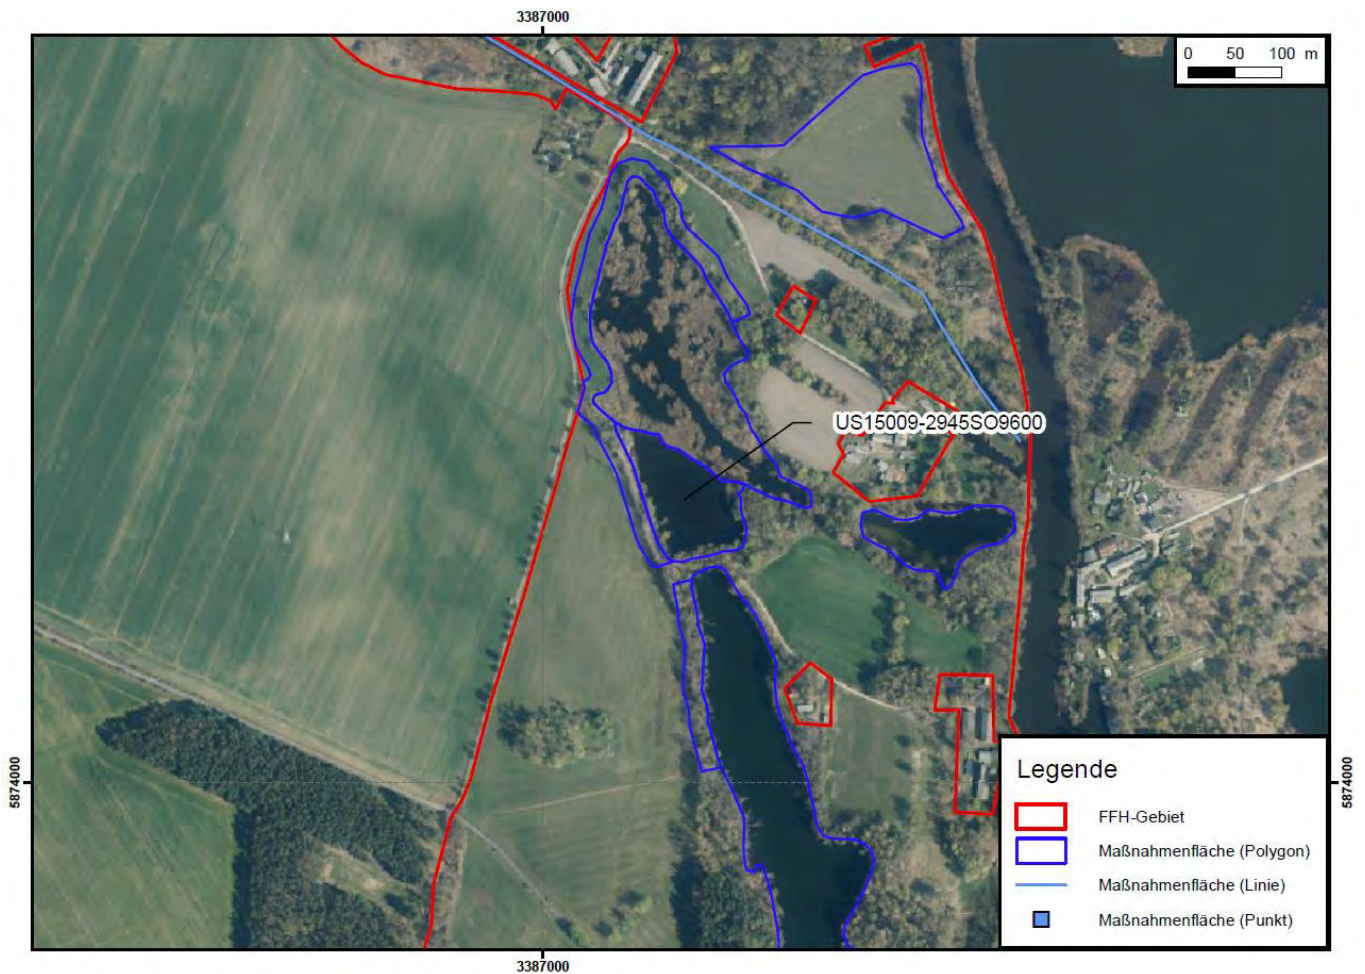 3387000
0 50 100 m
US15009-2945SO9600
5874000
5874000
Legende
FFH-Gebiet
Maßnahmenfläche (Polygon)
Maßnahmenfläche (Linie)
Maßnahmenfläche (Punkt)
3387000